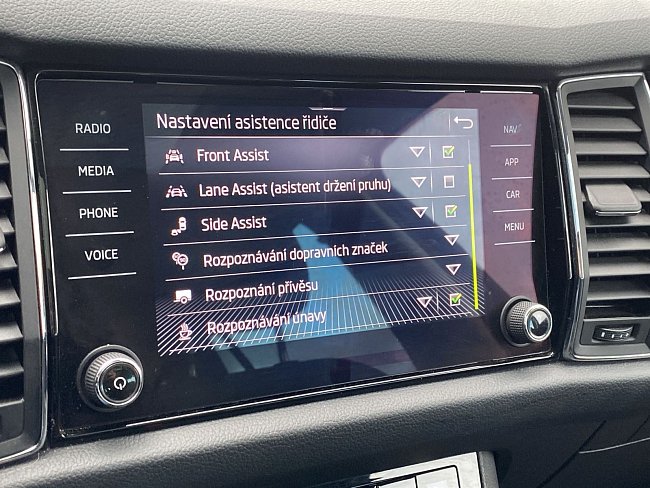 RADIO
MEDIA
PHONE
VOICE
Nastavení asistence řidiče
Front Assist
Lane Assist (asistent držení pruhu)
Side Assist
Rozpoznávání dopravních značek
Rozpoznání přívěsu
Rozpoznávání únavy
NAV
APP
CAR
MENU